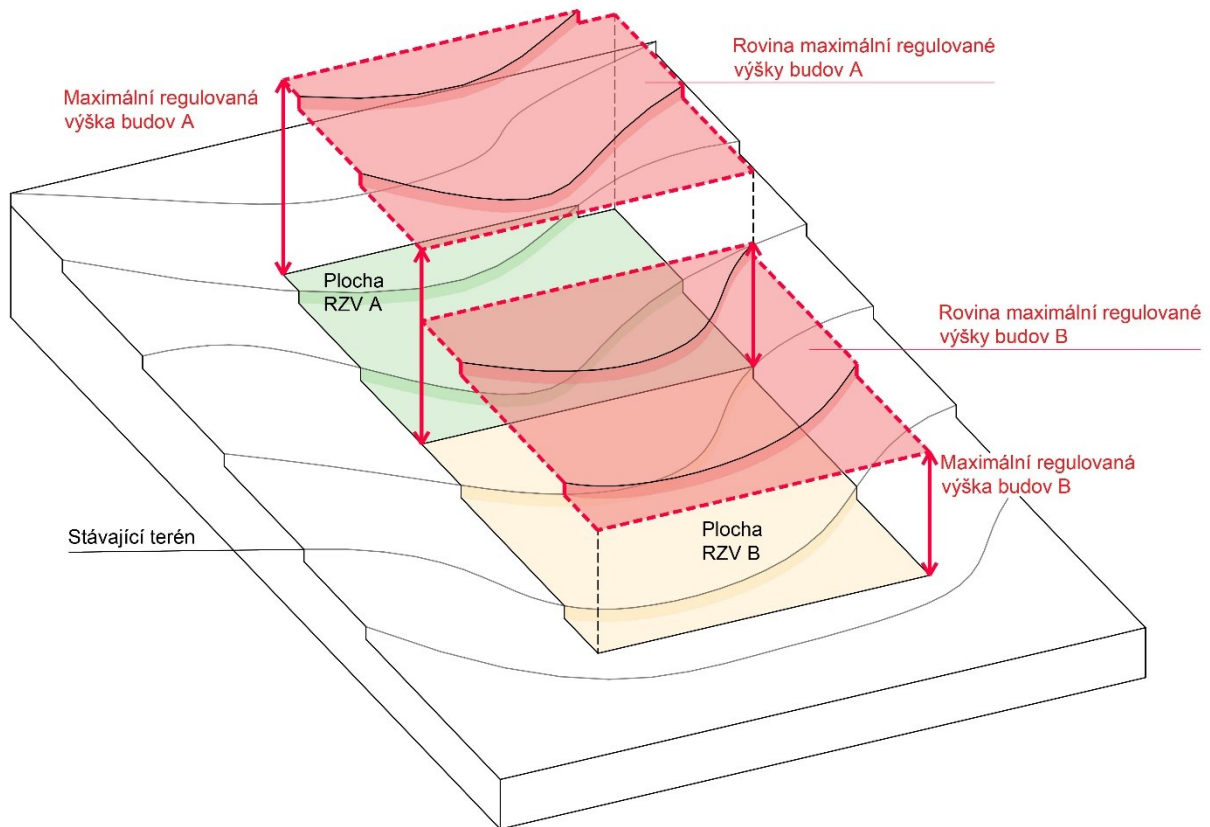 Rovina maximální regulované
výšky budov A
Maximální regulovaná
výška budov A
Plocha
RZV A
Rovina maximální regulované
výšky budov B
Maximální regulovaná
výška budov B
Plocha
RZV B
Stávající terén